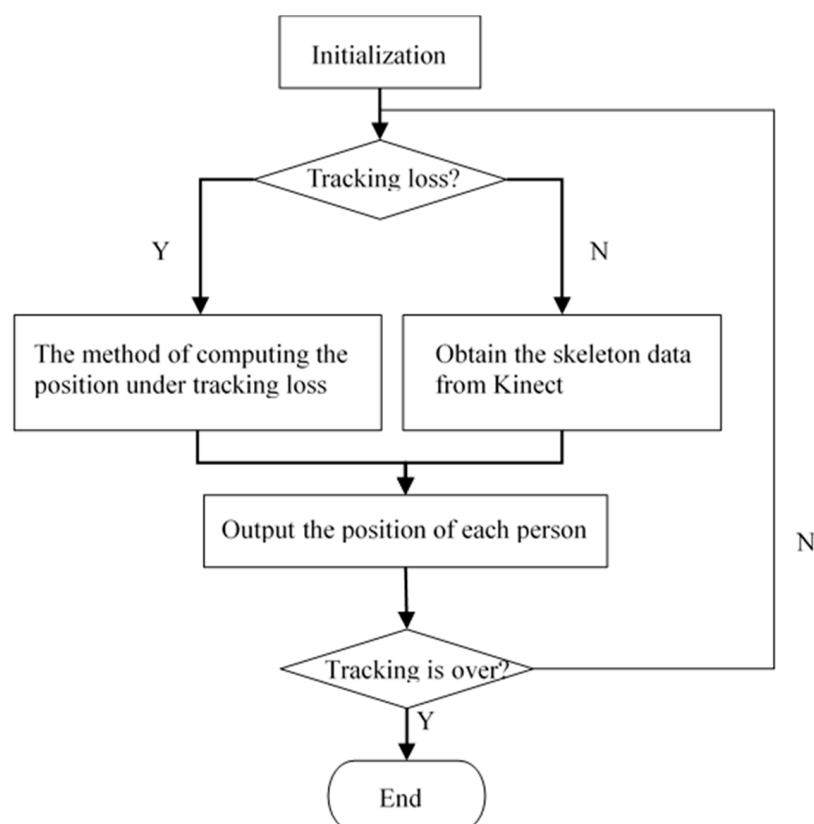 Initialization
Tracking loss?
Y
N
The method of computing the
position under tracking loss
Obtain the skeleton data
from Kinect
Output the position of each person
N
Tracking is over?
Y
End